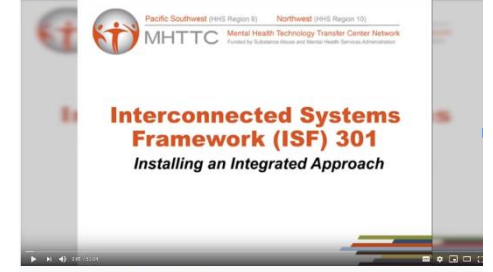 Pacific Southwest (HHS Region 9) Northwest (HHS Region 10)
MHTTC Mental Health Technology Transfer Center Network
Funded by Substance Abuse and Mental Health Services Administration
Interconnected Systems
Framework (ISF) 301
Installing an Integrated Approach